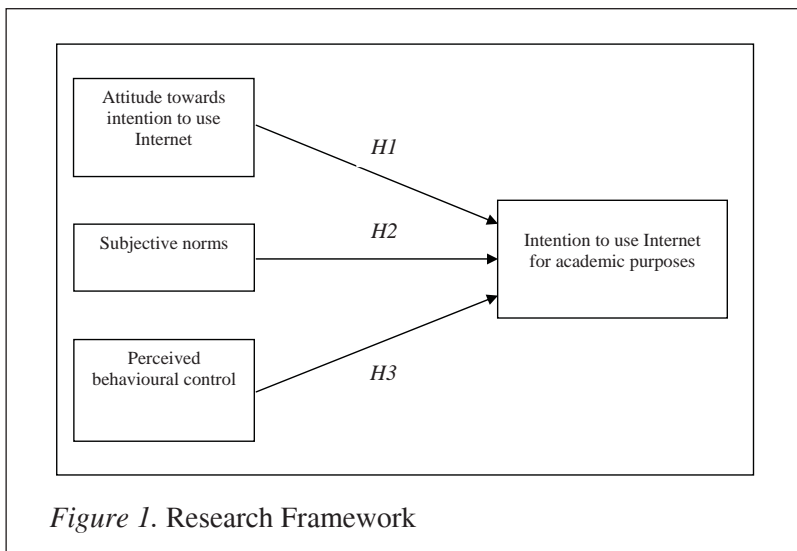 Attitude towards
intention to use
Internet
H1
Subjective norms
H2
Intention to use Internet
for academic purposes
Perceived
behavioural control
H3
Figure 1. Research Framework